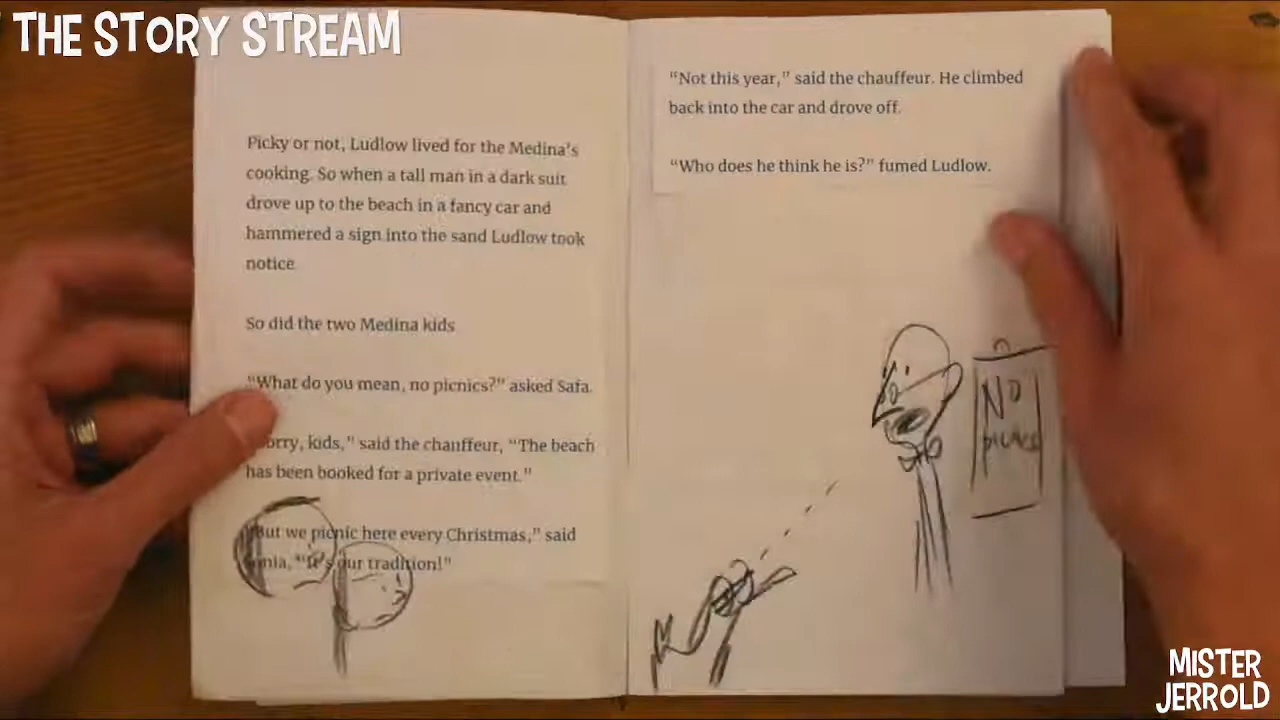 THE STORY STREAM
Picky or not, Ludlow lived for the Medina's
cooking. So when a tall man in a dark suit
drove up to the beach in a fancy car and
hammered a sign into the sand Ludlow took
notice.
So did the two Medina kids
"What do you mean, no picnics?" asked Safa.
kids," said the chauffeur, "The beach
has been booked for a private event."
"But we picnic here every Christmas," said
"It's our tradition!"
"Not this year," said the chauffeur. He climbed
back into the car and drove off.
"Who does he think he is?" fumed Ludlow.
NO
picnics
MISTER
JERROLD